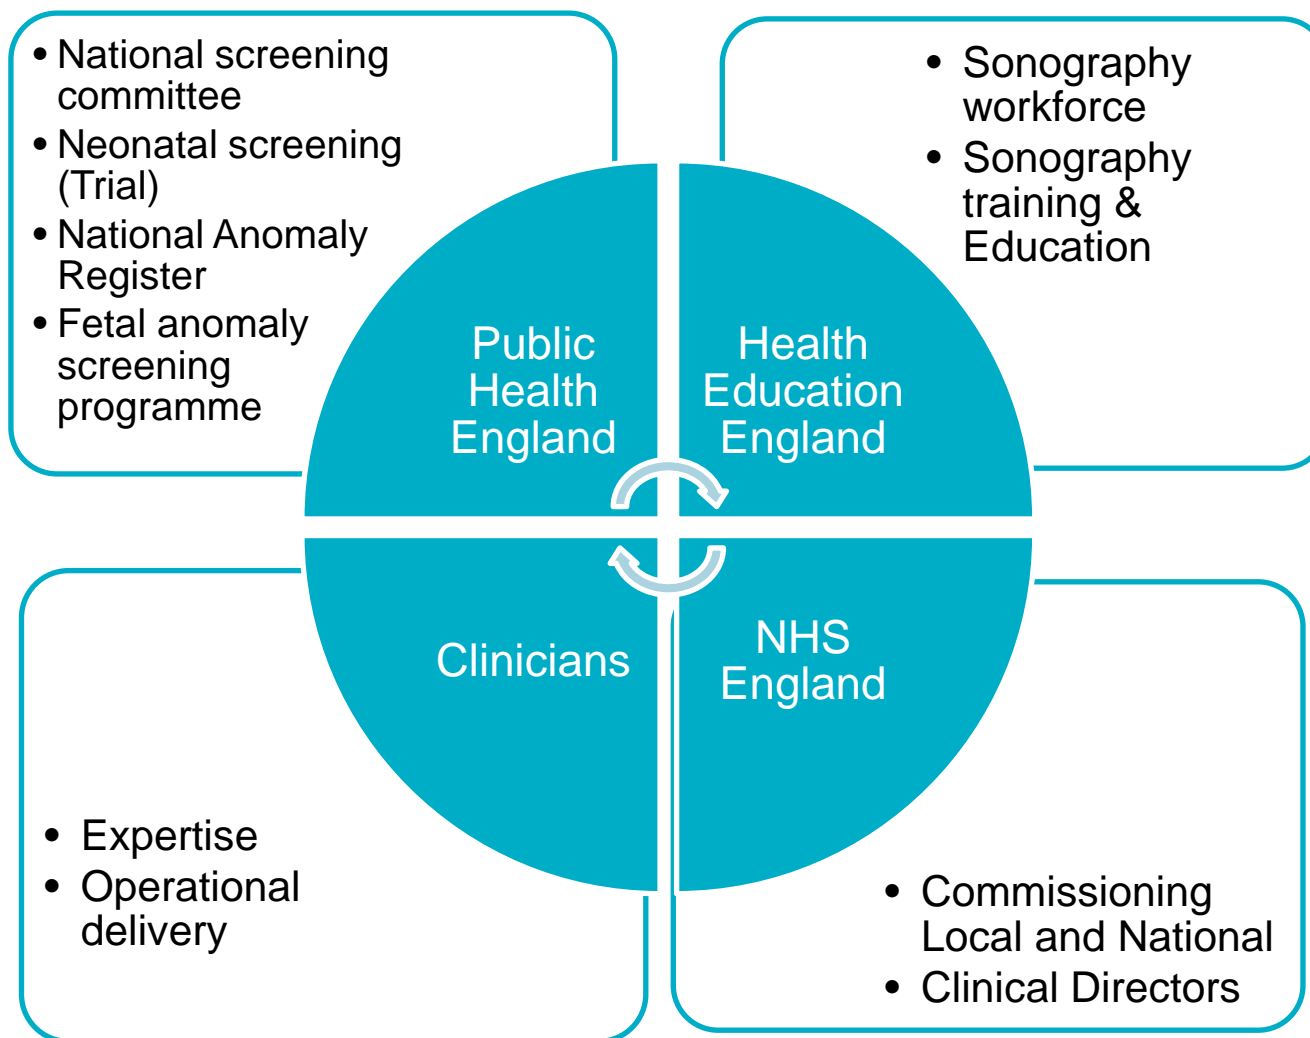 • National screening
committee
• Neonatal screening
(Trial)
• National Anomaly
Register
• Fetal anomaly
screening
programme
• Sonography
workforce
• Sonography
training &
Education
Public
Health
England
Health
Education
England
Clinicians
NHS
England
• Expertise
• Operational
delivery
• Commissioning
Local and National
• Clinical Directors